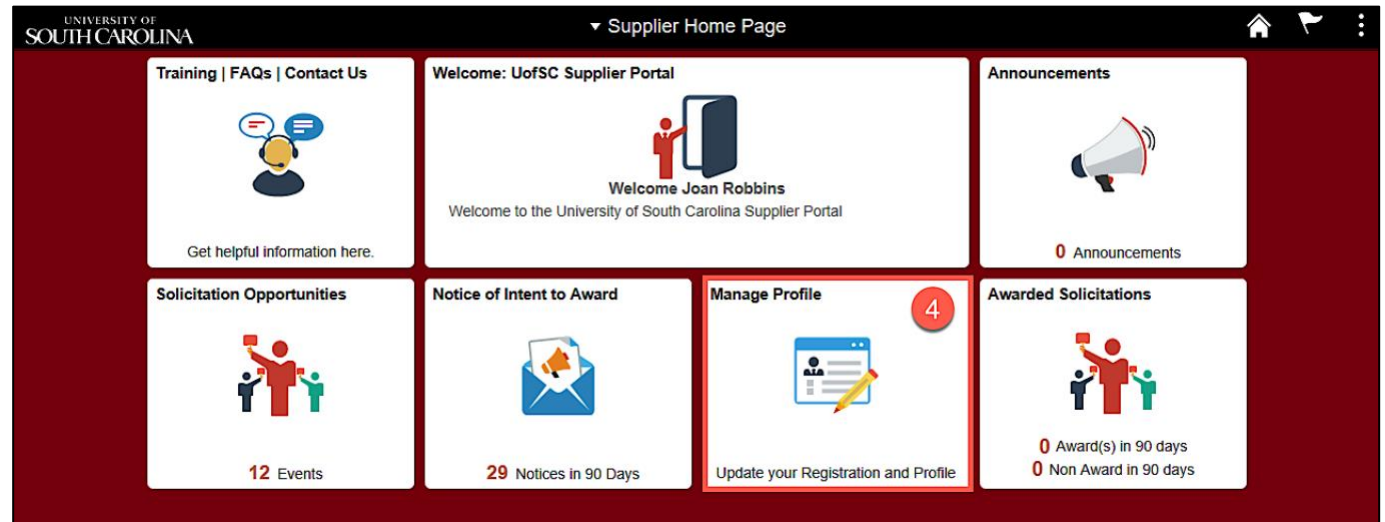 UNIVERSITY OF
SOUTH CAROLINA
Supplier Home Page
Training | FAQs | Contact Us
Get helpful information here.
Welcome: UofSC Supplier Portal
Welcome Joan Robbins
Welcome to the University of South Carolina Supplier Portal
Announcements
0 Announcements
Solicitation Opportunities
12 Events
Notice of Intent to Award
29 Notices in 90 Days
Manage Profile
4
Update your Registration and Profile
Awarded Solicitations
0 Award(s) in 90 days
0 Non Award in 90 days